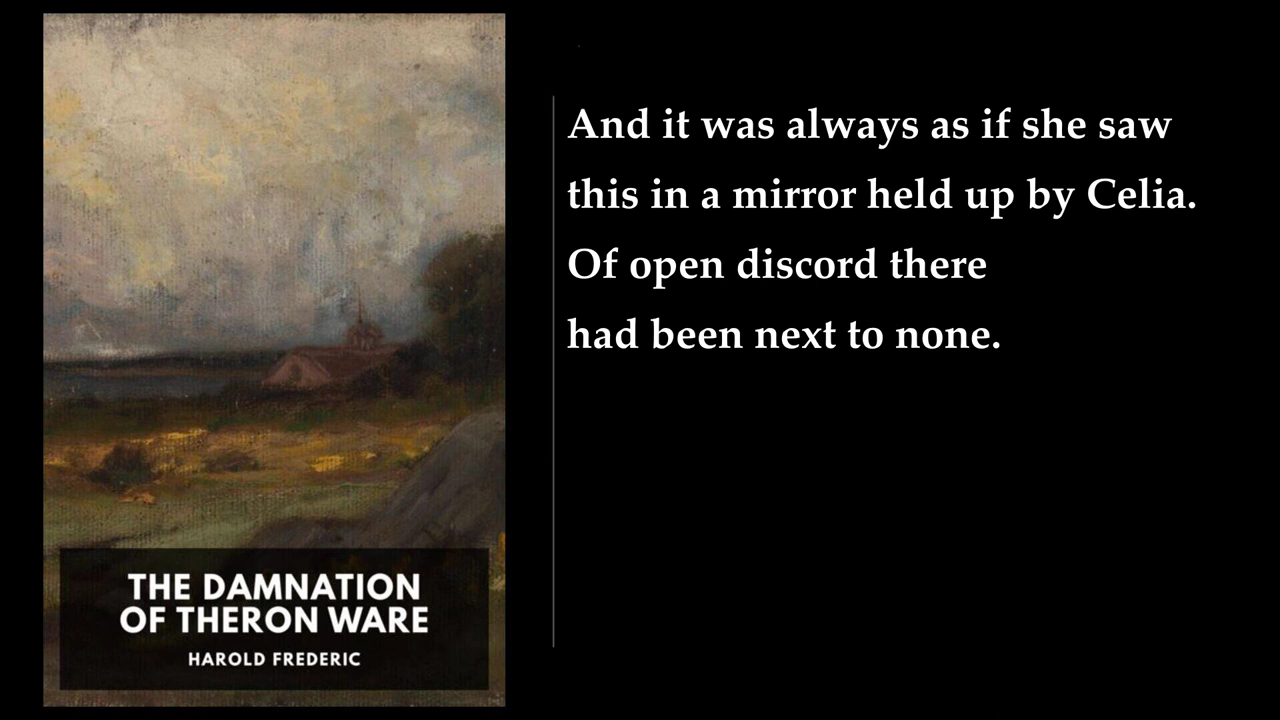 And it was always as if she saw
this in a mirror held up by Celia.
Of open discord there
had been next to none.
THE DAMNATION
OF THERON WARE
HAROLD FREDERIC